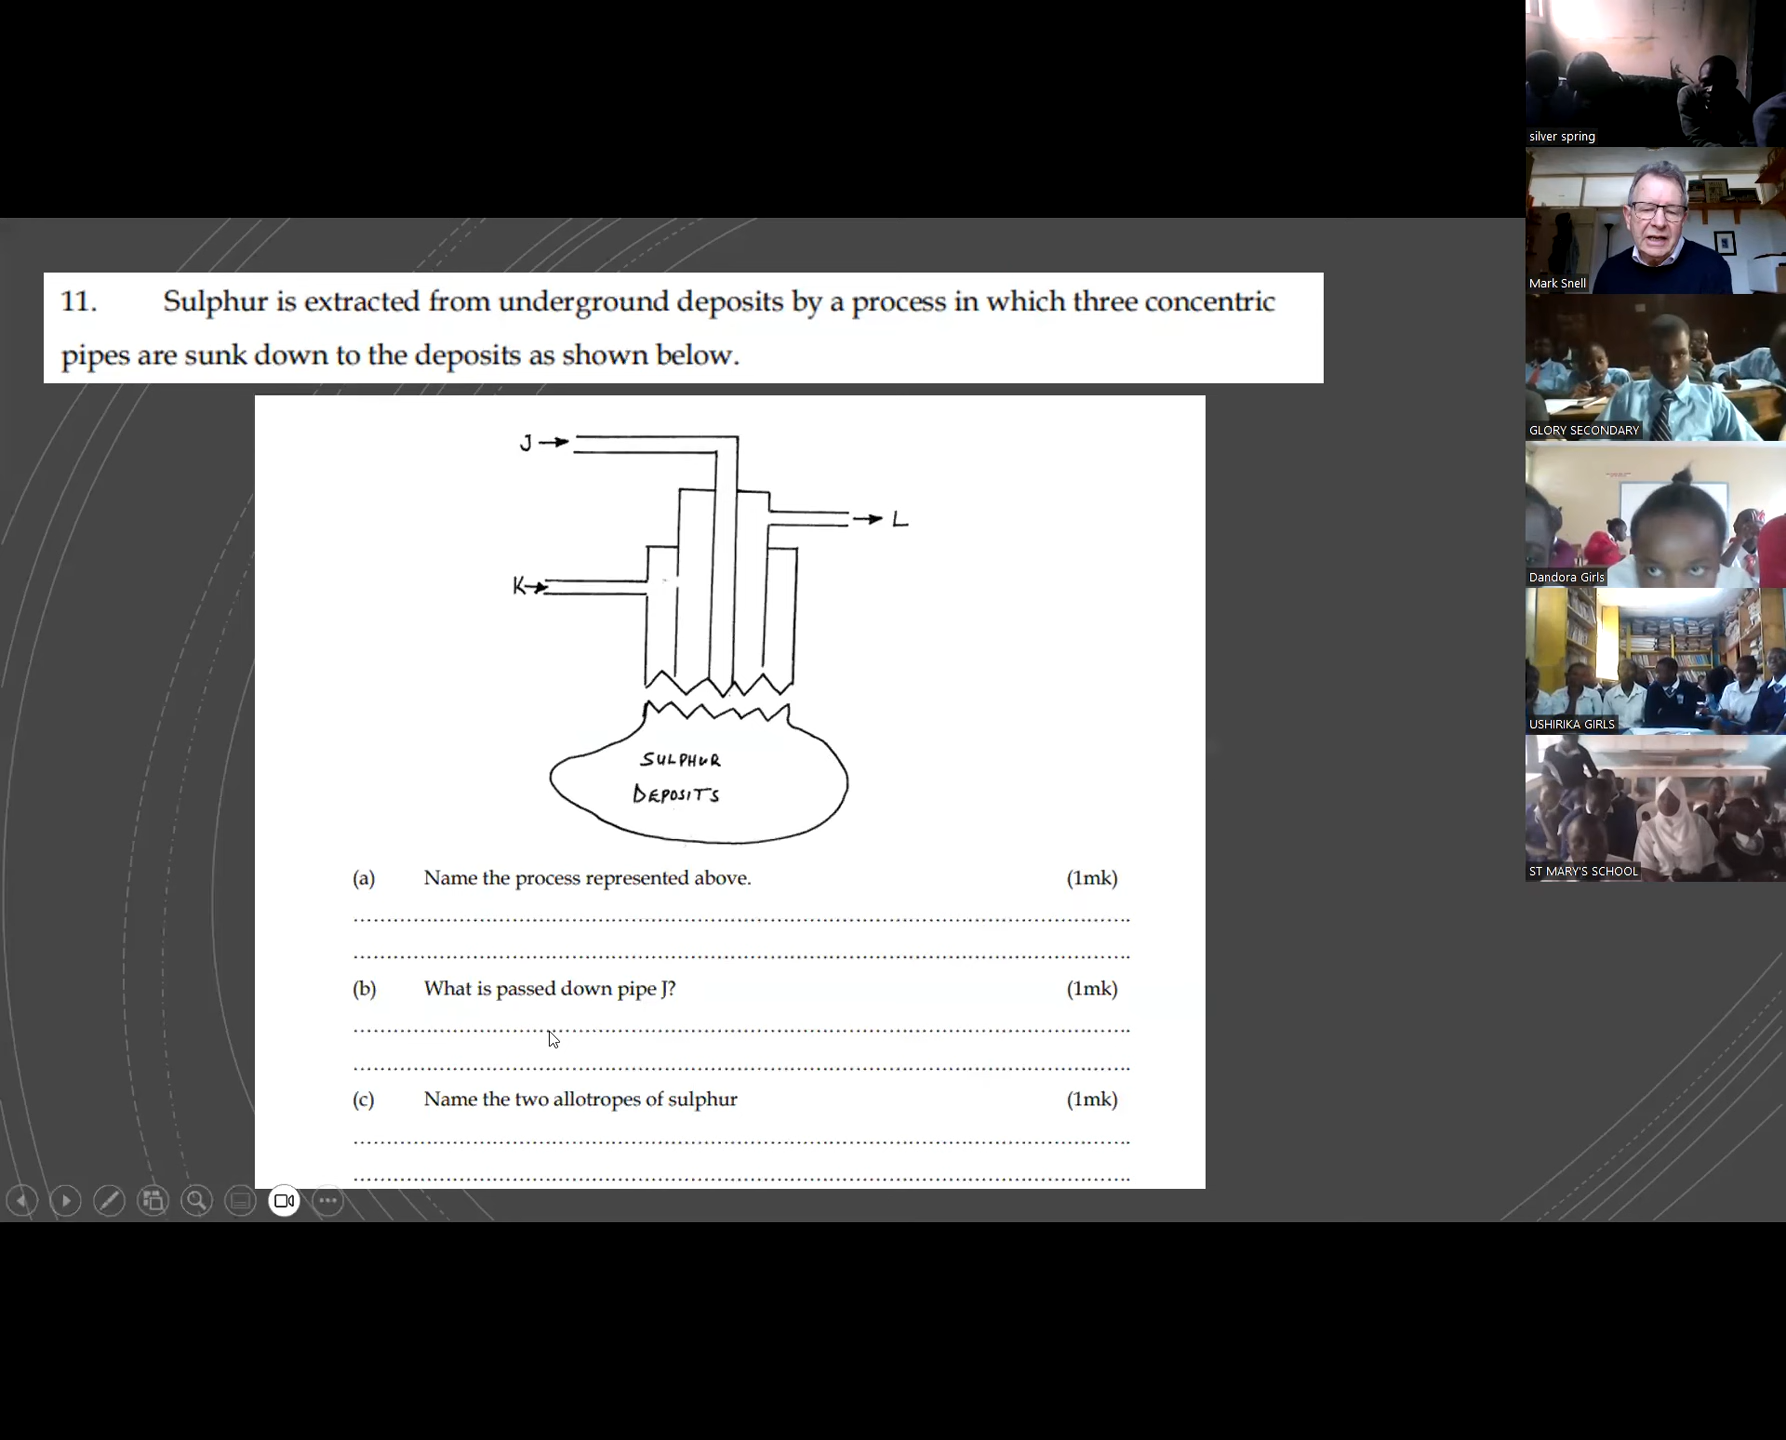 11. Sulphur is extracted from underground deposits by a process in which three concentric
pipes are sunk down to the deposits as shown below.
J
L
K
SULPHUR
DEPOSITS
(a) Name the process represented above. (1mk)
(b) What is passed down pipe J? (1mk)
(c) Name the two allotropes of sulphur (1mk)
silver spring
Mark Snell
GLORY SECONDARY
Dandora Girls
USHIRIKA GIRLS
ST MARY'S SCHOOL